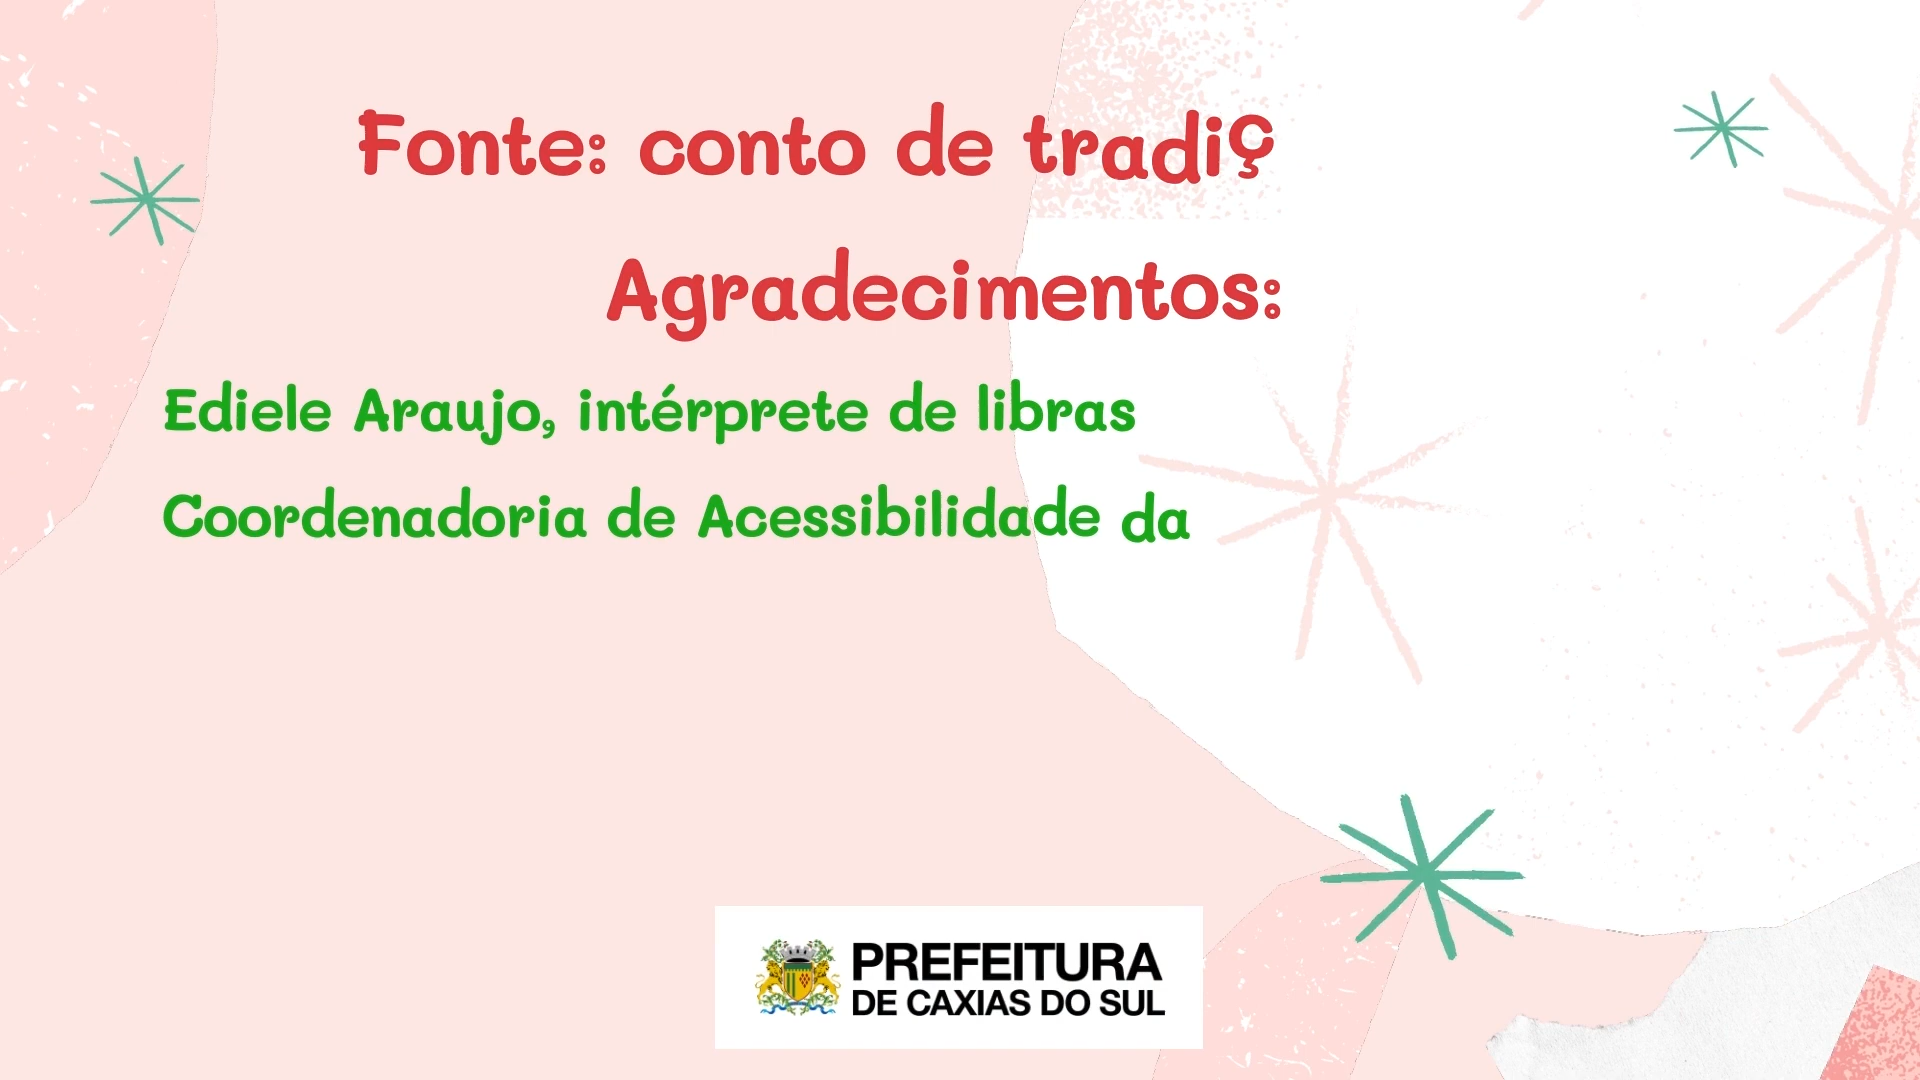 Fonte: conto de tradiç
Agradecimentos:
Ediele Araujo, intérprete de libras
Coordenadoria de Acessibilidade da
PREFEITURA
DE CAXIAS DO SUL